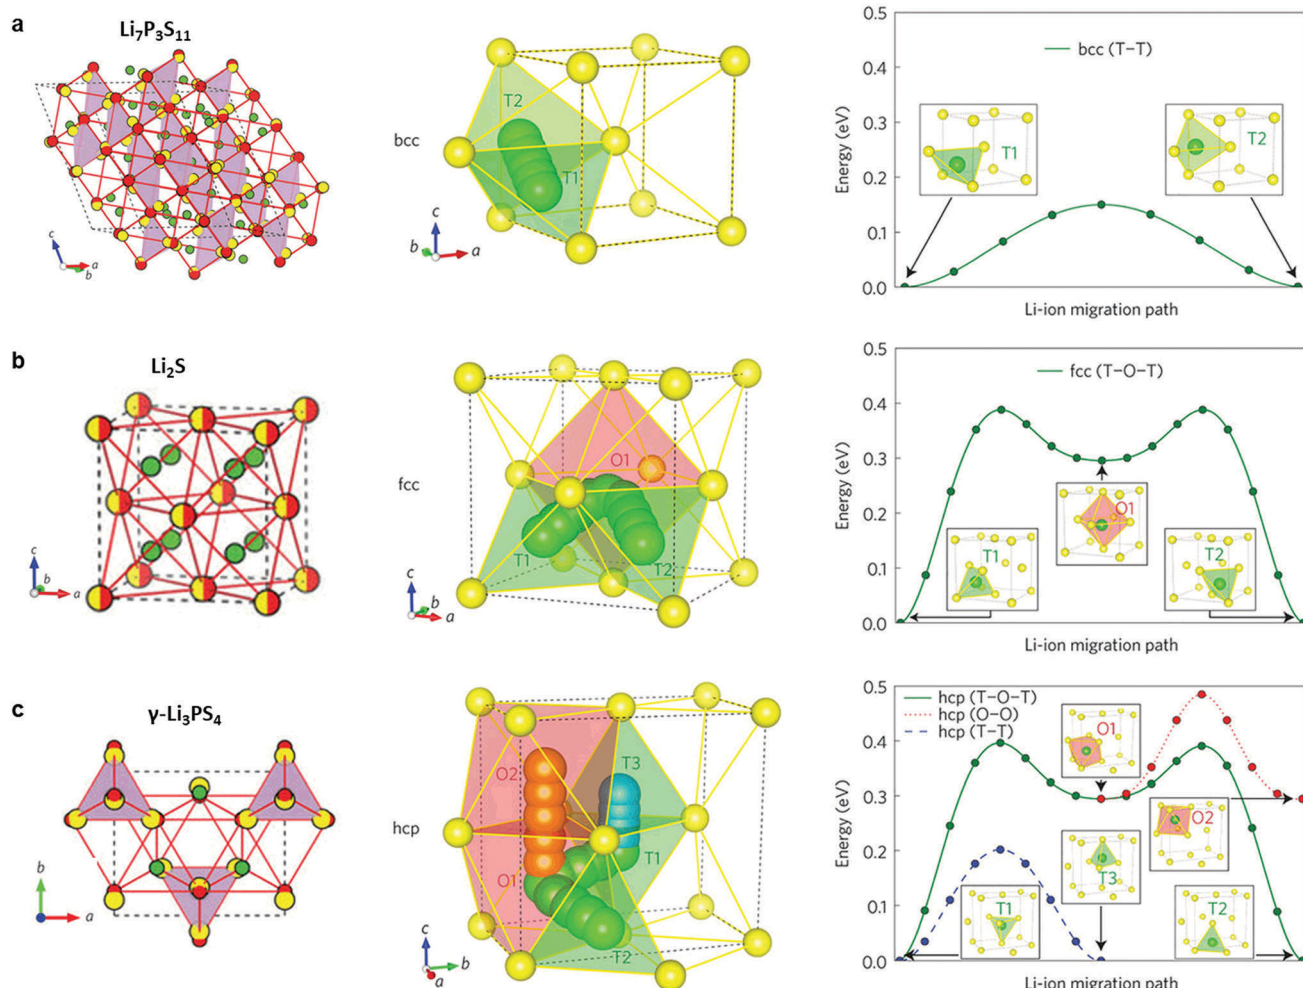 a
Li7P3S11
c
a
b
bcc
T2
T1
c
b
a
0.5
0.4
0.3
0.2
0.1
0.0
Energy (eV)
bcc (T–T)
T1
T2
Li-ion migration path
b
Li2S
c
b
a
fcc
O1
T1
T2
c
b
a
0.5
0.4
0.3
0.2
0.1
0.0
Energy (eV)
fcc (T–O–T)
O1
T1
T2
Li-ion migration path
c
γ-Li3PS4
b
a
hcp
O2
T3
T1
O1
T2
c
b
a
0.5
0.4
0.3
0.2
0.1
0.0
Energy (eV)
hcp (T–O–T)
hcp (O–O)
hcp (T–T)
O1
O2
T3
T1
T2
Li-ion migration path